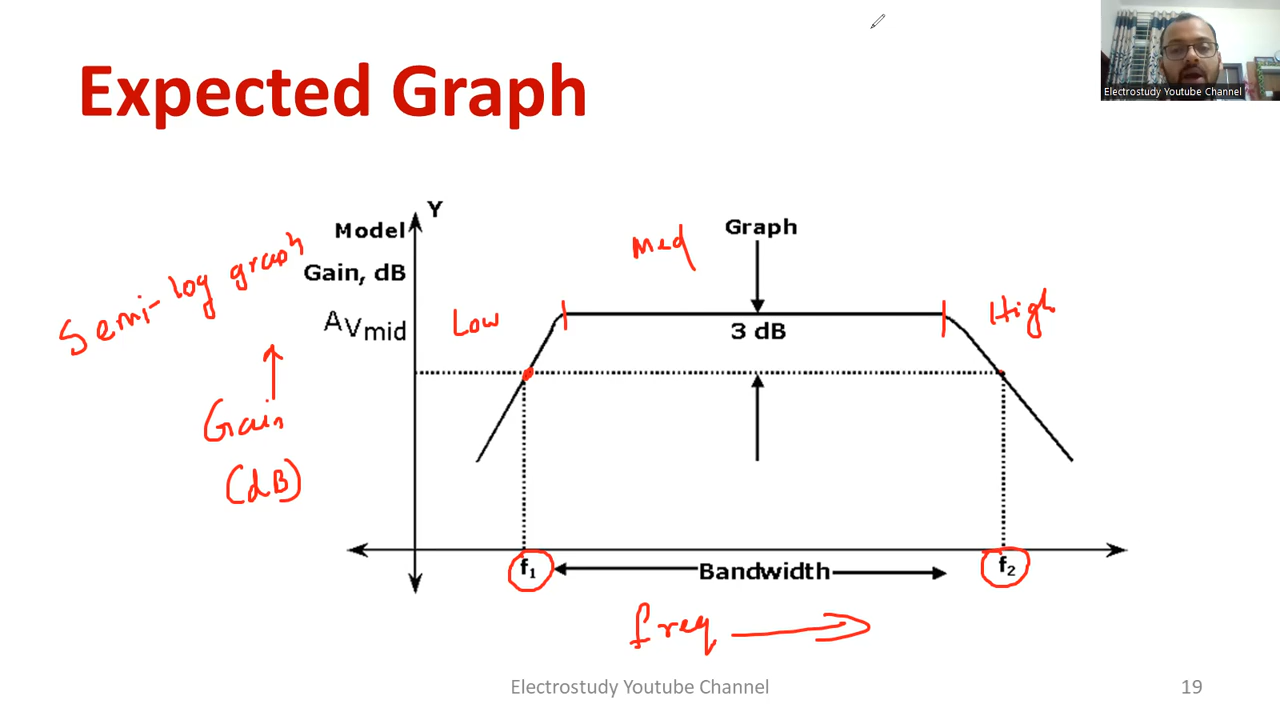 Electrostudy Youtube Channel
Expected Graph
Y
Model
Graph
Gain, dB
Med
Semi-log graph
AVmid
Low
3 dB
High
Gain
(dB)
f1
Bandwidth
f2
freq
Electrostudy Youtube Channel
19